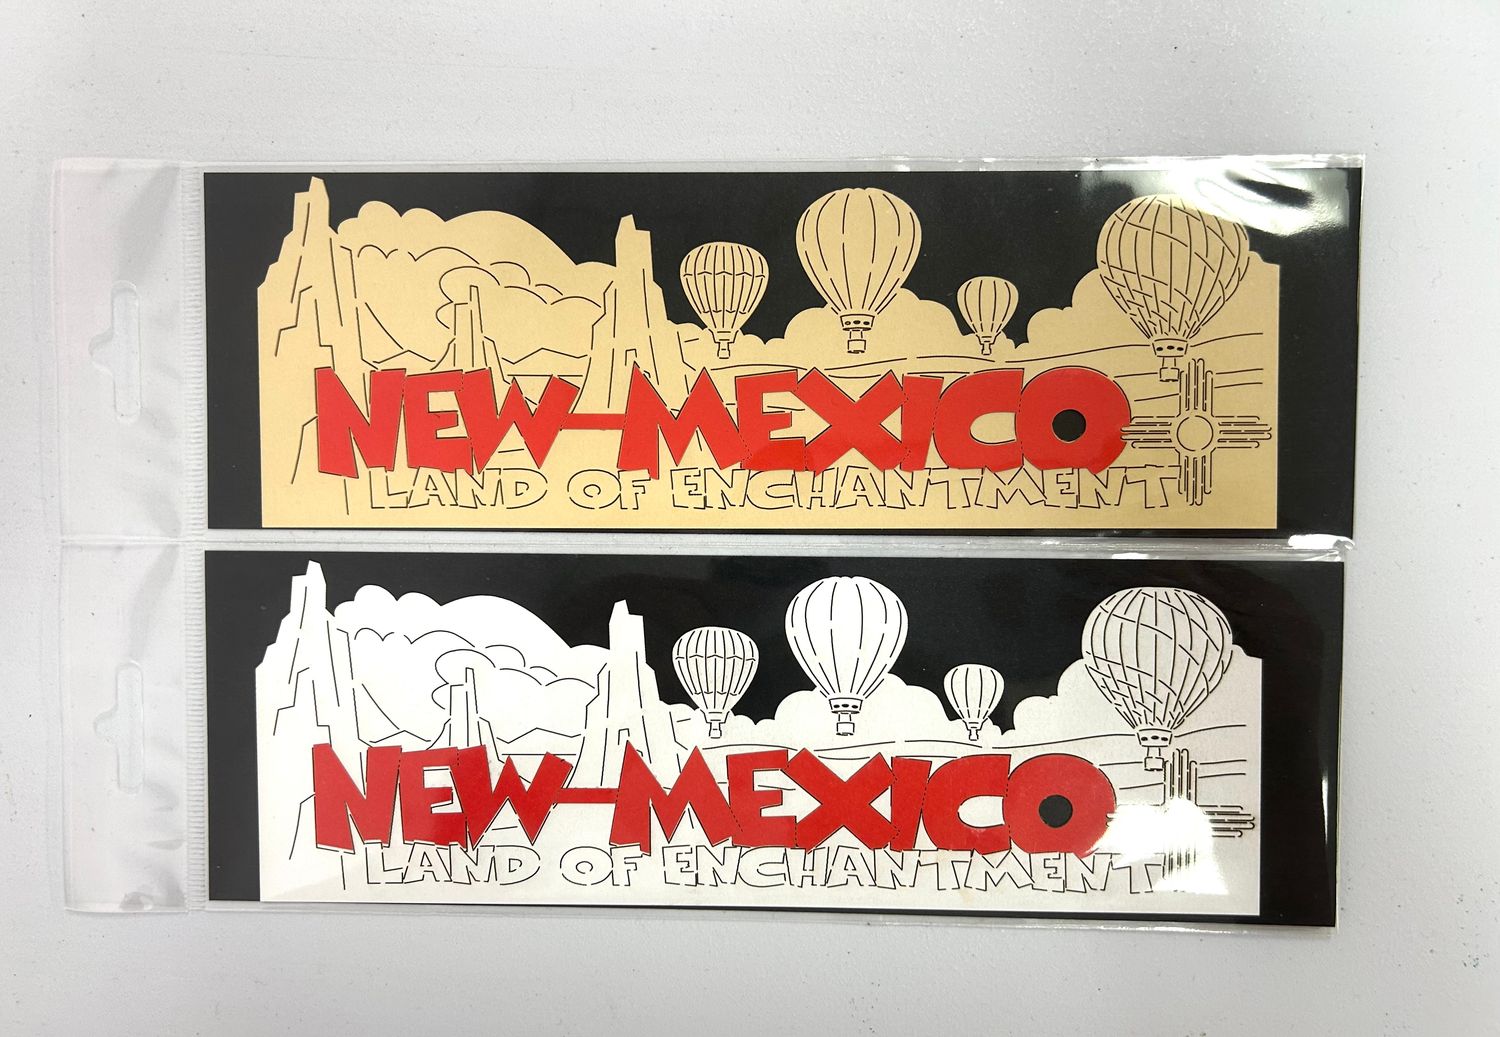 NEW-MEXICO
LAND OF ENCHANTMENT
NEW-MEXICO
LAND OF ENCHANTMENT